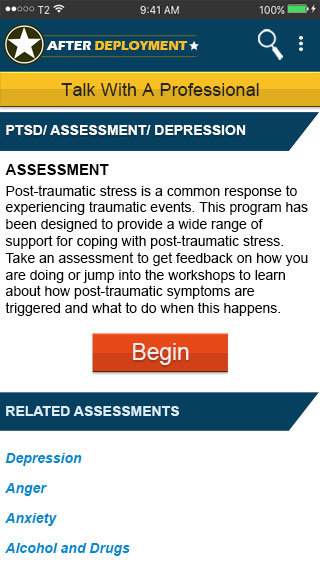 T2 9:41 AM 100%
AFTER DEPLOYMENT
Talk With A Professional
PTSD/ ASSESSMENT/ DEPRESSION
ASSESSMENT
Post-traumatic stress is a common response to
experiencing traumatic events. This program has
been designed to provide a wide range of
support for coping with post-traumatic stress.
Take an assessment to get feedback on how you
are doing or jump into the workshops to learn
about how post-traumatic symptoms are
triggered and what to do when this happens.
Begin
RELATED ASSESSMENTS
Depression
Anger
Anxiety
Alcohol and Drugs